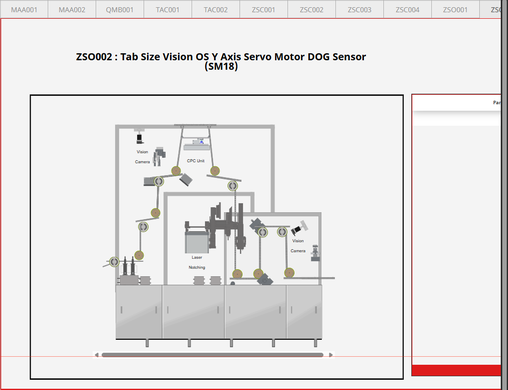 MAA001 MAA002 QMB001 TAC001 TAC002 ZSC001 ZSC002 ZSC003 ZSC004 ZSO001
ZSO002 : Tab Size Vision OS Y Axis Servo Motor DOG Sensor
(SM18)
Vision
Camera
CPC Unit
Vision
Camera
Laser
Notching